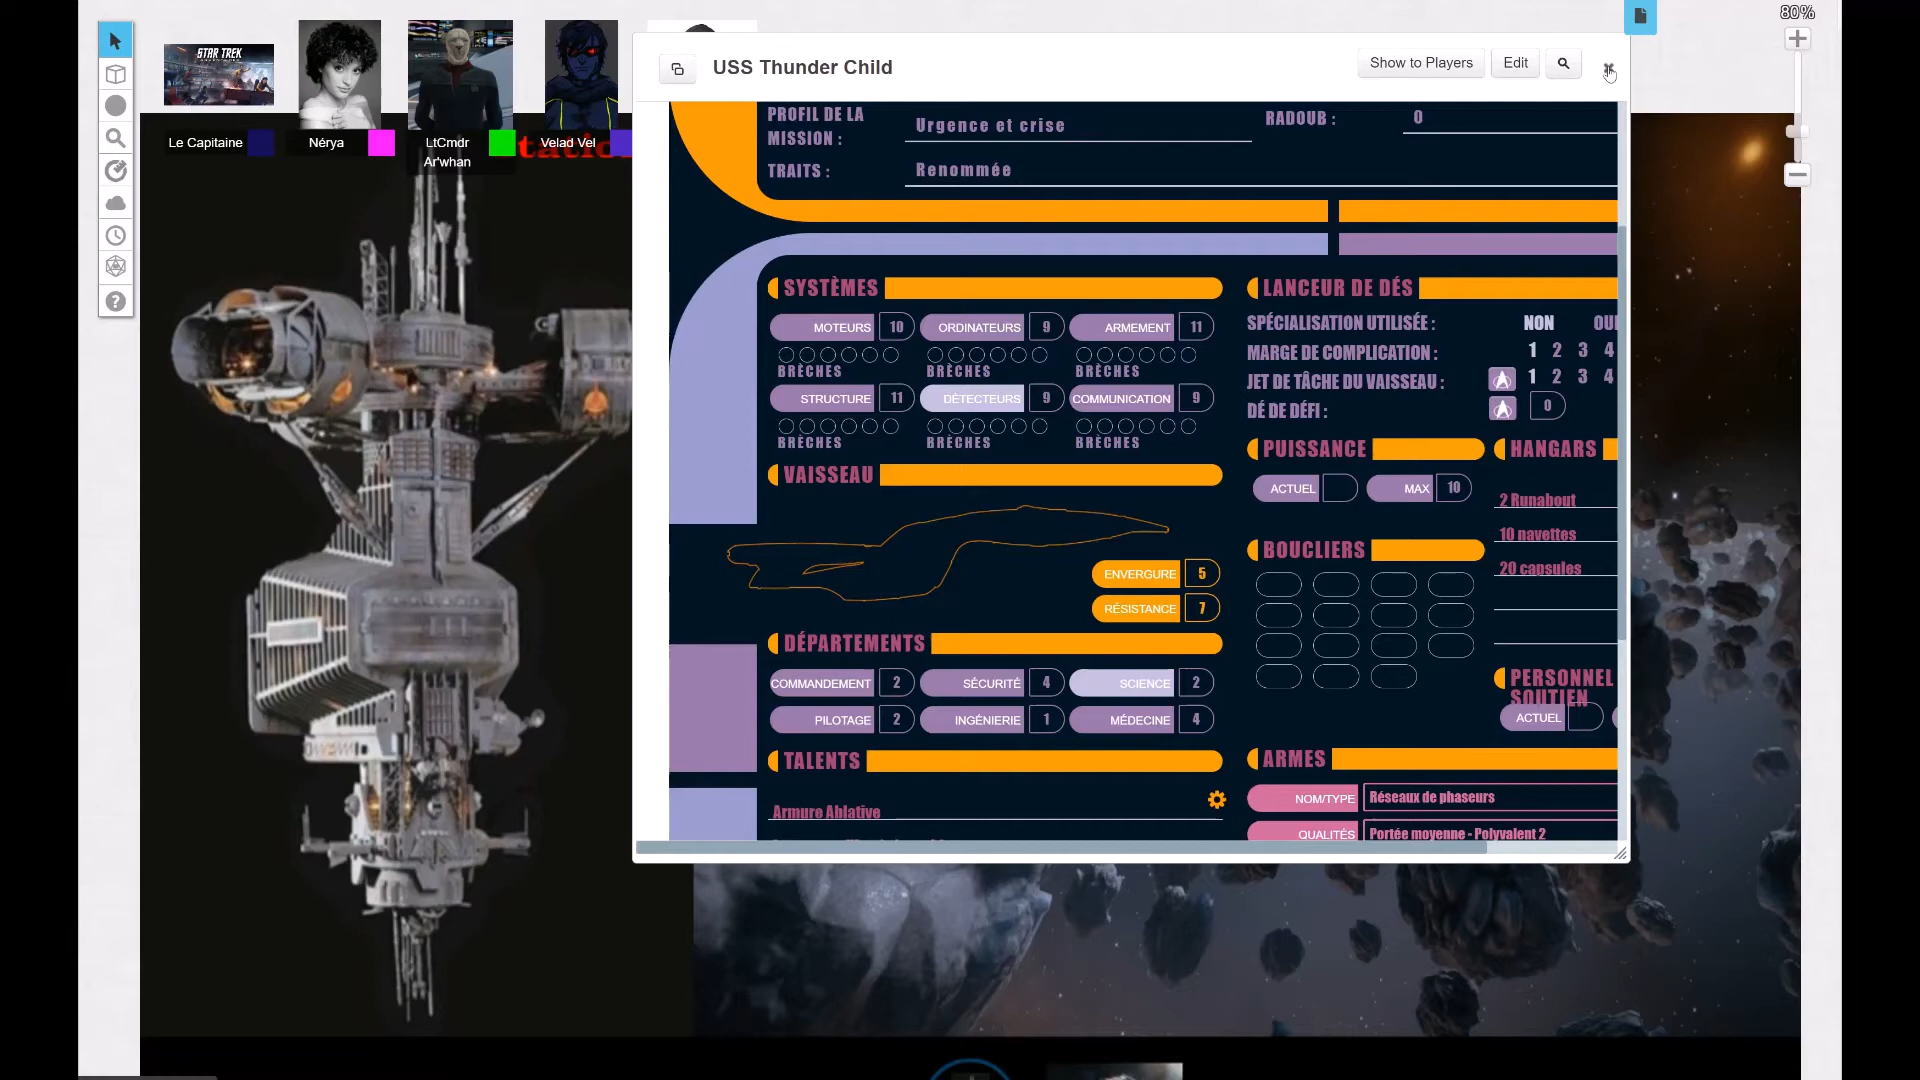 80%
STAR TREK
USS Thunder Child
Show to Players
Edit
Le Capitaine
Nérya
LtCmdr
Ar'whan
Velad Vel
PROFIL DE LA
MISSION :
Urgence et crise
RADOUB :
0
TRAITS :
Renommée
SYSTÈMES
MOTEURS 10 ORDINATEURS 9 ARMEMENT 11
BRÈCHES BRÈCHES BRÈCHES
STRUCTURE 11 DÉTECTEURS 9 COMMUNICATION 9
BRÈCHES BRÈCHES BRÈCHES
VAISSEAU
ENVERGURE 5
RÉSISTANCE 7
DÉPARTEMENTS
COMMANDEMENT 2 SÉCURITÉ 4 SCIENCE 2
PILOTAGE 2 INGÉNIERIE 1 MÉDECINE 4
TALENTS
Armure Ablative
LANCEUR DE DÉS
SPÉCIALISATION UTILISÉE : NON OUI
MARGE DE COMPLICATION : 1 2 3 4
JET DE TÂCHE DU VAISSEAU : 1 2 3 4
DÉ DE DÉFI : 0
PUISSANCE
ACTUEL MAX 10
HANGARS
2 Runabout
10 navettes
20 capsules
BOUCLIERS
PERSONNEL
SOUTIEN
ACTUEL
ARMES
NOM/TYPE Réseaux de phaseurs
QUALITÉS Portée moyenne - Polyvalent 2